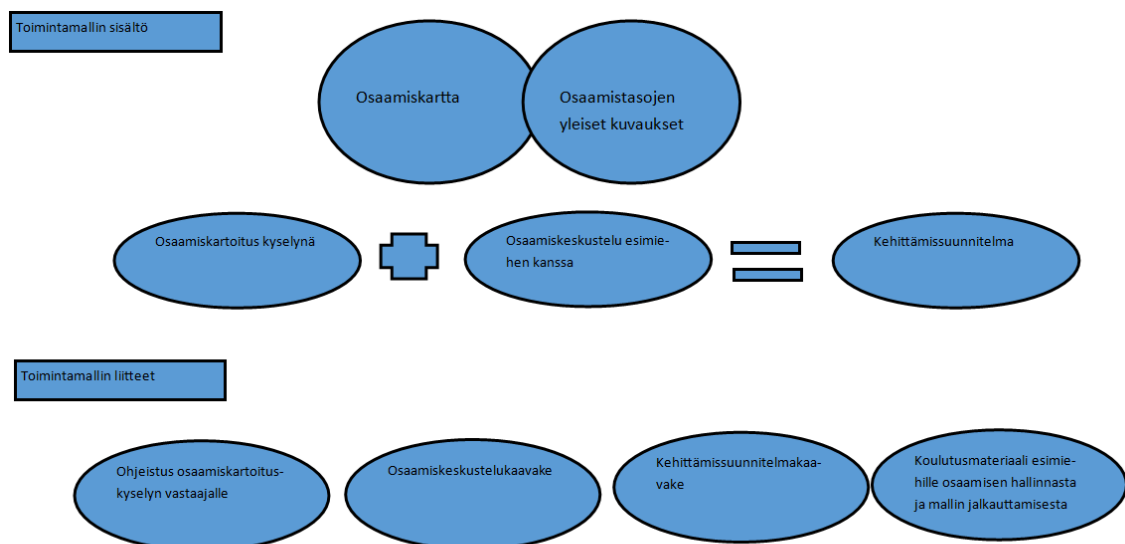 Toimintamallin sisältö
Osaamiskartta
Osaamistasojen
yleiset kuvaukset
Osaamiskartoitus kyselynä
Osaamiskeskustelu esimie-
hen kanssa
Kehittämissuunnitelma
Toimintamallin liitteet
Ohjeistus osaamiskartoitus-
kyselyn vastaajalle
Osaamiskeskustelukaavake
Kehittämissuunnitelmakaa-
vake
Koulutusmateriaali esimie-
hille osaamisen hallinnasta
ja mallin jalkauttamisesta